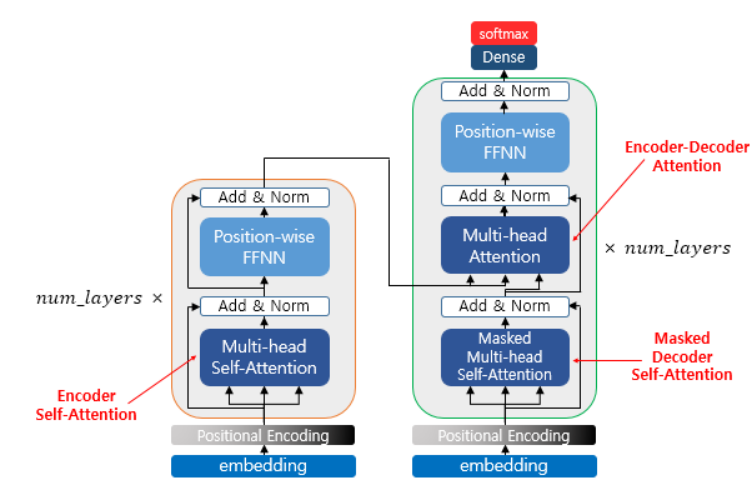 softmax
Dense
Add & Norm
Position-wise
FFNN
Encoder-Decoder
Attention
Add & Norm
Multi-head
Attention
× num_layers
Add & Norm
Masked
Multi-head
Self-Attention
Masked
Decoder
Self-Attention
Positional Encoding
embedding
Add & Norm
Position-wise
FFNN
num_layers ×
Add & Norm
Multi-head
Self-Attention
Encoder
Self-Attention
Positional Encoding
embedding